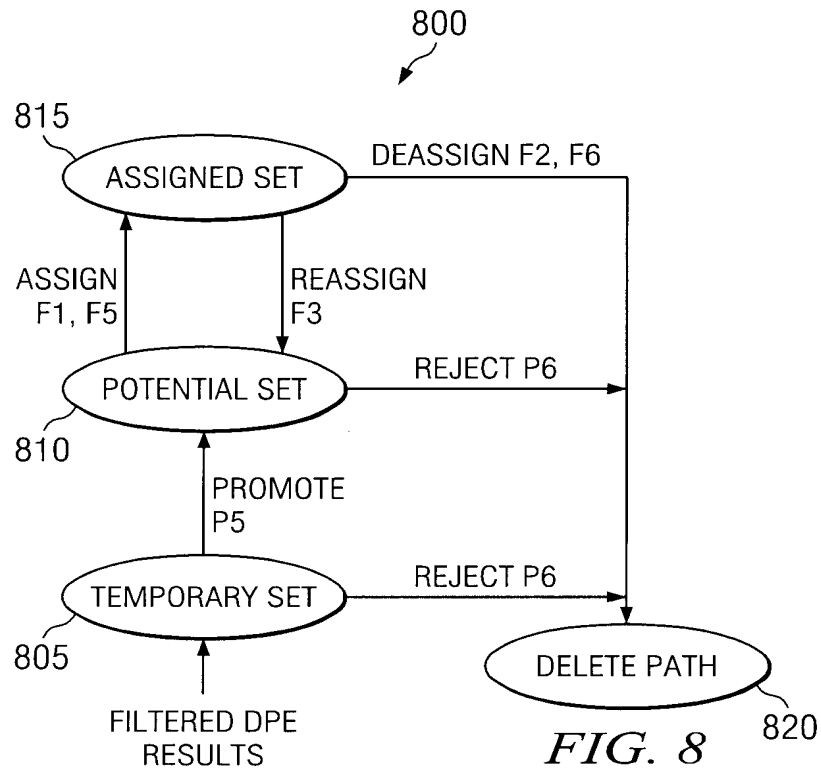 800
815
ASSIGNED SET
DEASSIGN F2, F6
ASSIGN
F1, F5
REASSIGN
F3
POTENTIAL SET
REJECT P6
810
PROMOTE
P5
TEMPORARY SET
REJECT P6
805
DELETE PATH
820
FILTERED DPE
RESULTS
FIG. 8